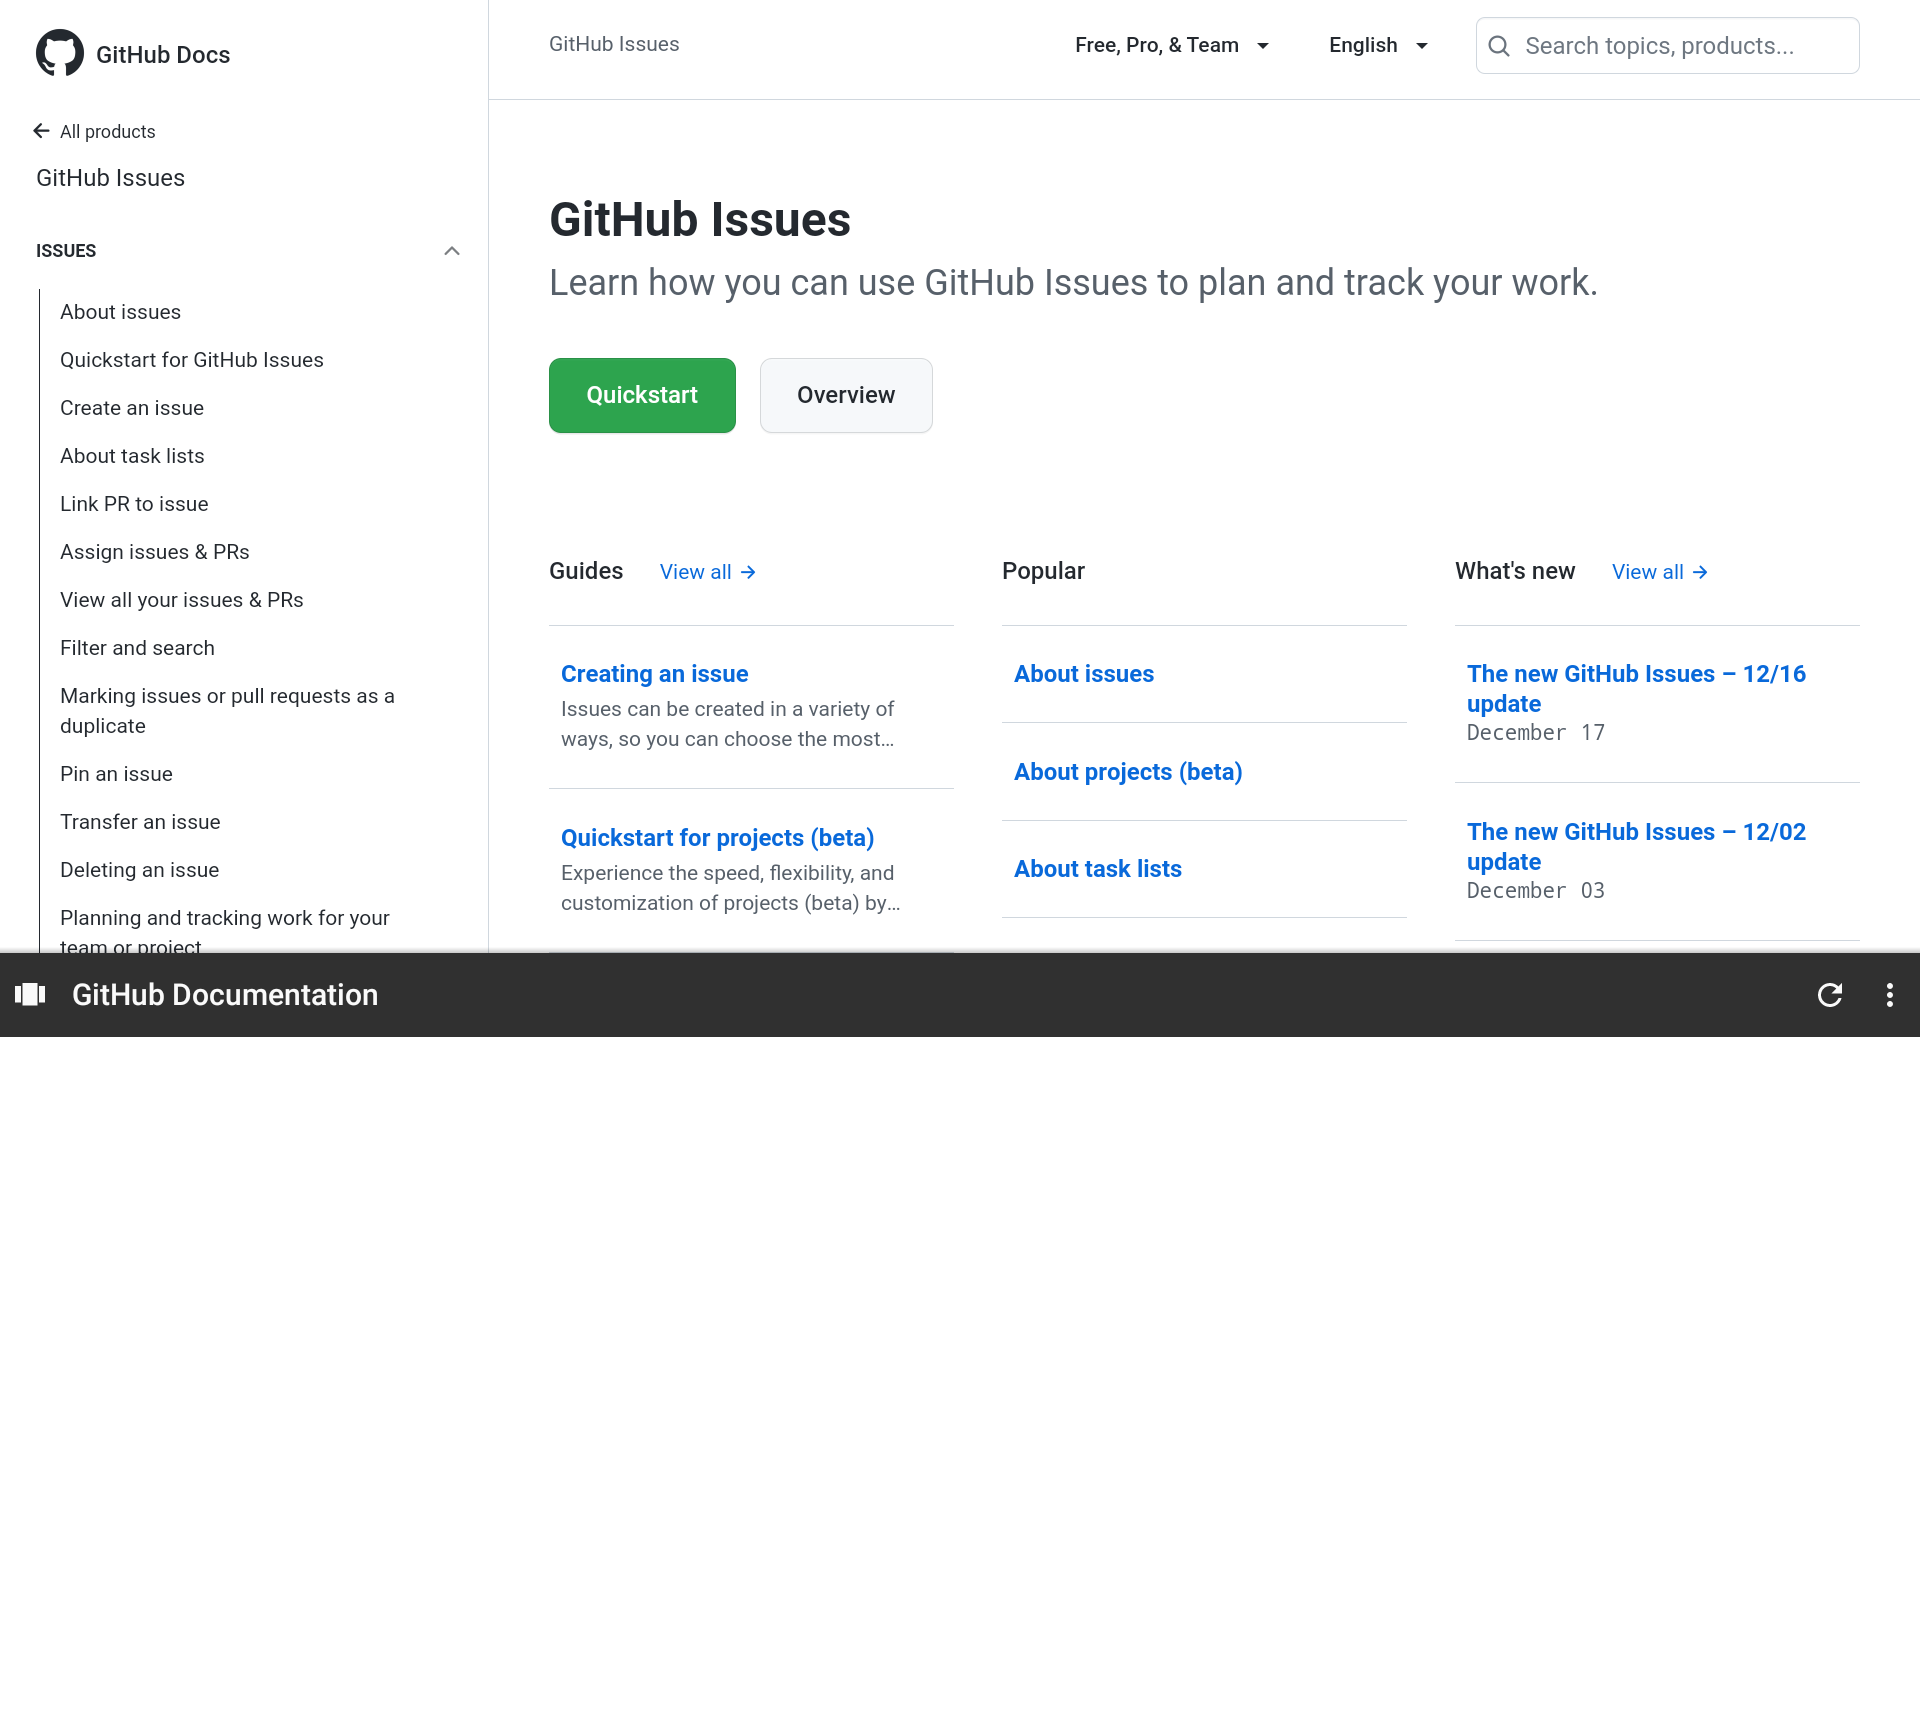 GitHub Docs
All products
GitHub Issues
ISSUES
About issues
Quickstart for GitHub Issues
Create an issue
About task lists
Link PR to issue
Assign issues & PRs
View all your issues & PRs
Filter and search
Marking issues or pull requests as a
duplicate
Pin an issue
Transfer an issue
Deleting an issue
Planning and tracking work for your
team or project
GitHub Issues
Free, Pro, & Team
English
Search topics, products...
GitHub Issues
Learn how you can use GitHub Issues to plan and track your work.
Quickstart
Overview
Guides
View all
Creating an issue
Issues can be created in a variety of
ways, so you can choose the most…
Quickstart for projects (beta)
Experience the speed, flexibility, and
customization of projects (beta) by…
Popular
About issues
About projects (beta)
About task lists
What's new
View all
The new GitHub Issues – 12/16
update
December 17
The new GitHub Issues – 12/02
update
December 03
GitHub Documentation